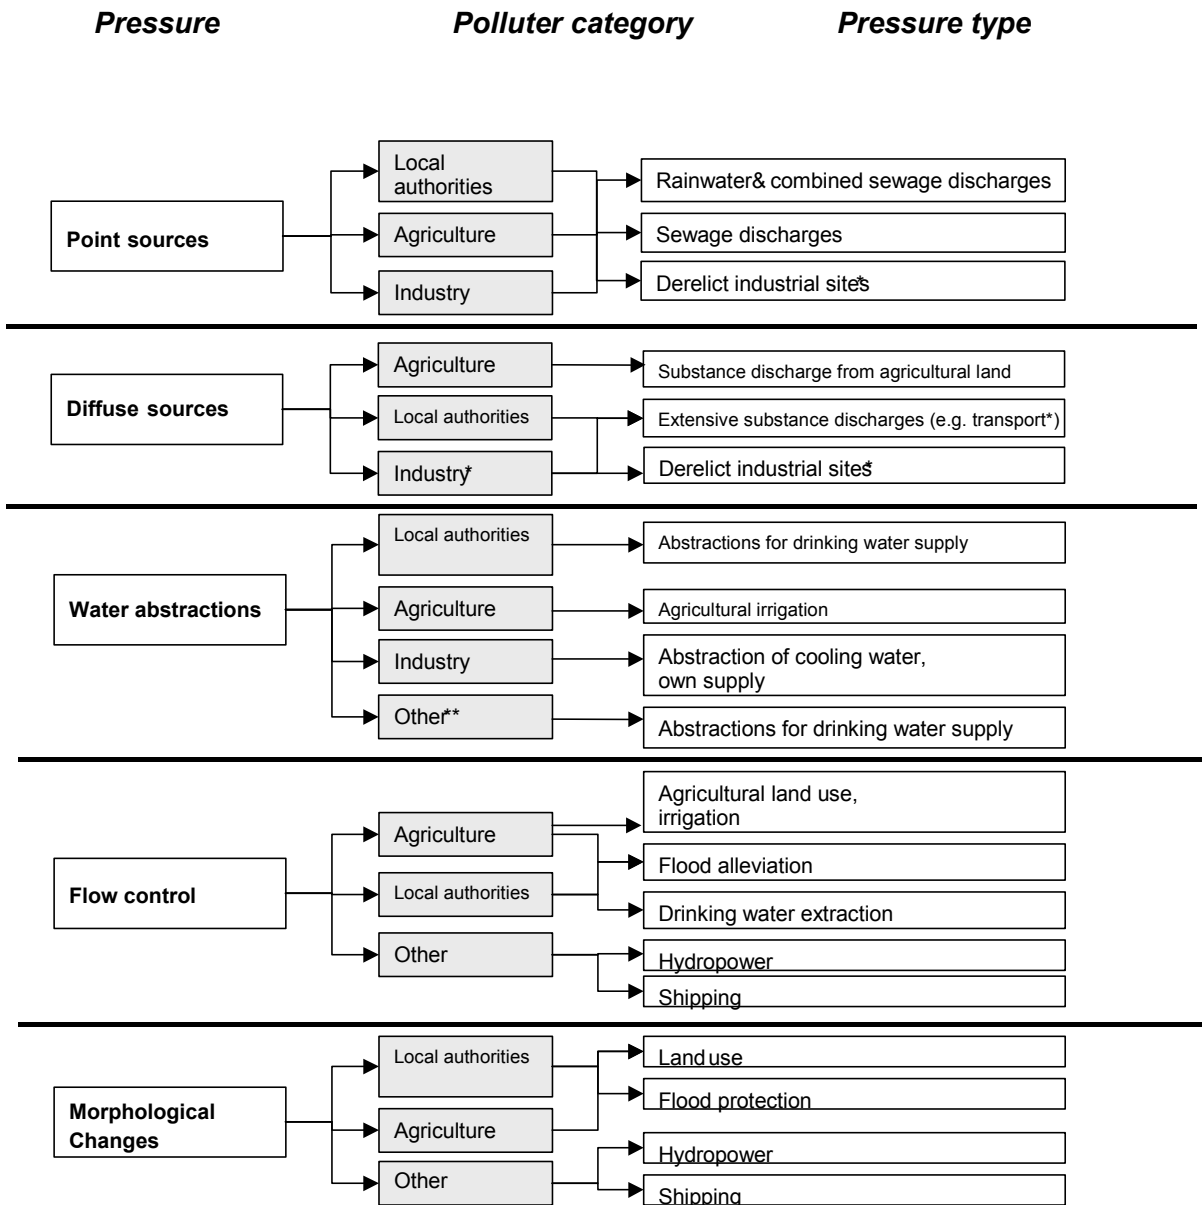 Pressure Polluter category Pressure type
Local
authorities
Rainwater& combined sewage discharges
Point sources
Agriculture
Sewage discharges
Industry
Derelict industrial sites*
Agriculture
Substance discharge from agricultural land
Diffuse sources
Local authorities
Extensive substance discharges (e.g. transport*)
Industry*
Derelict industrial sites*
Local authorities
Abstractions for drinking water supply
Water abstractions
Agriculture
Agricultural irrigation
Industry
Abstraction of cooling water,
own supply
Other**
Abstractions for drinking water supply
Agricultural land use,
irrigation
Agriculture
Flood alleviation
Flow control
Local authorities
Drinking water extraction
Other
Hydropower
Shipping
Local authorities
Land use
Flood protection
Morphological
Changes
Agriculture
Hydropower
Other
Shipping